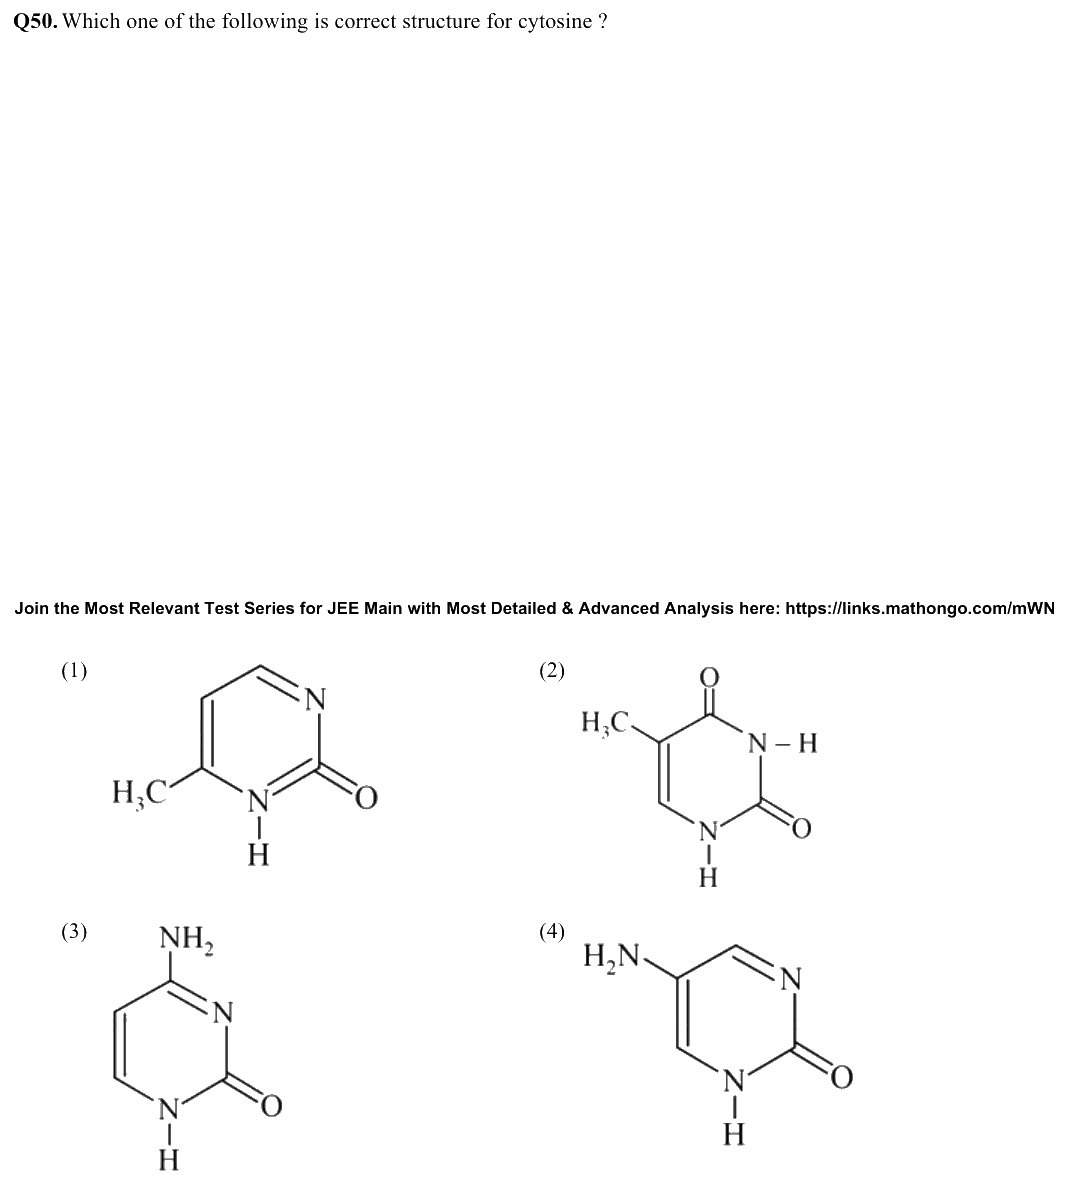 Q50. Which one of the following is correct structure for cytosine ?
Join the Most Relevant Test Series for JEE Main with Most Detailed & Advanced Analysis here: https://links.mathongo.com/mWN
(1)
N
H₃C
N
O
H
(2)
O
H₃C
N – H
N
O
H
(3)
NH₂
N
N
O
H
(4)
H₂N
N
N
O
H